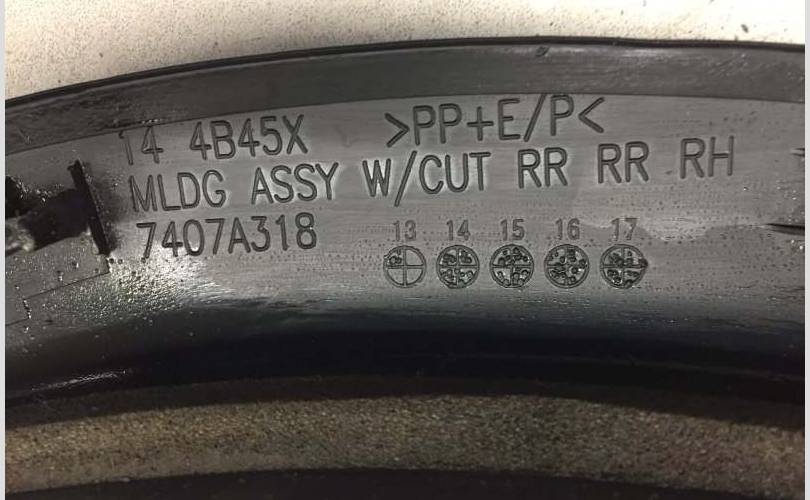 14 4B45X >PP+E/P<
MLDG ASSY W/CUT RR RR RH
7407A318
13 14 15 16 17